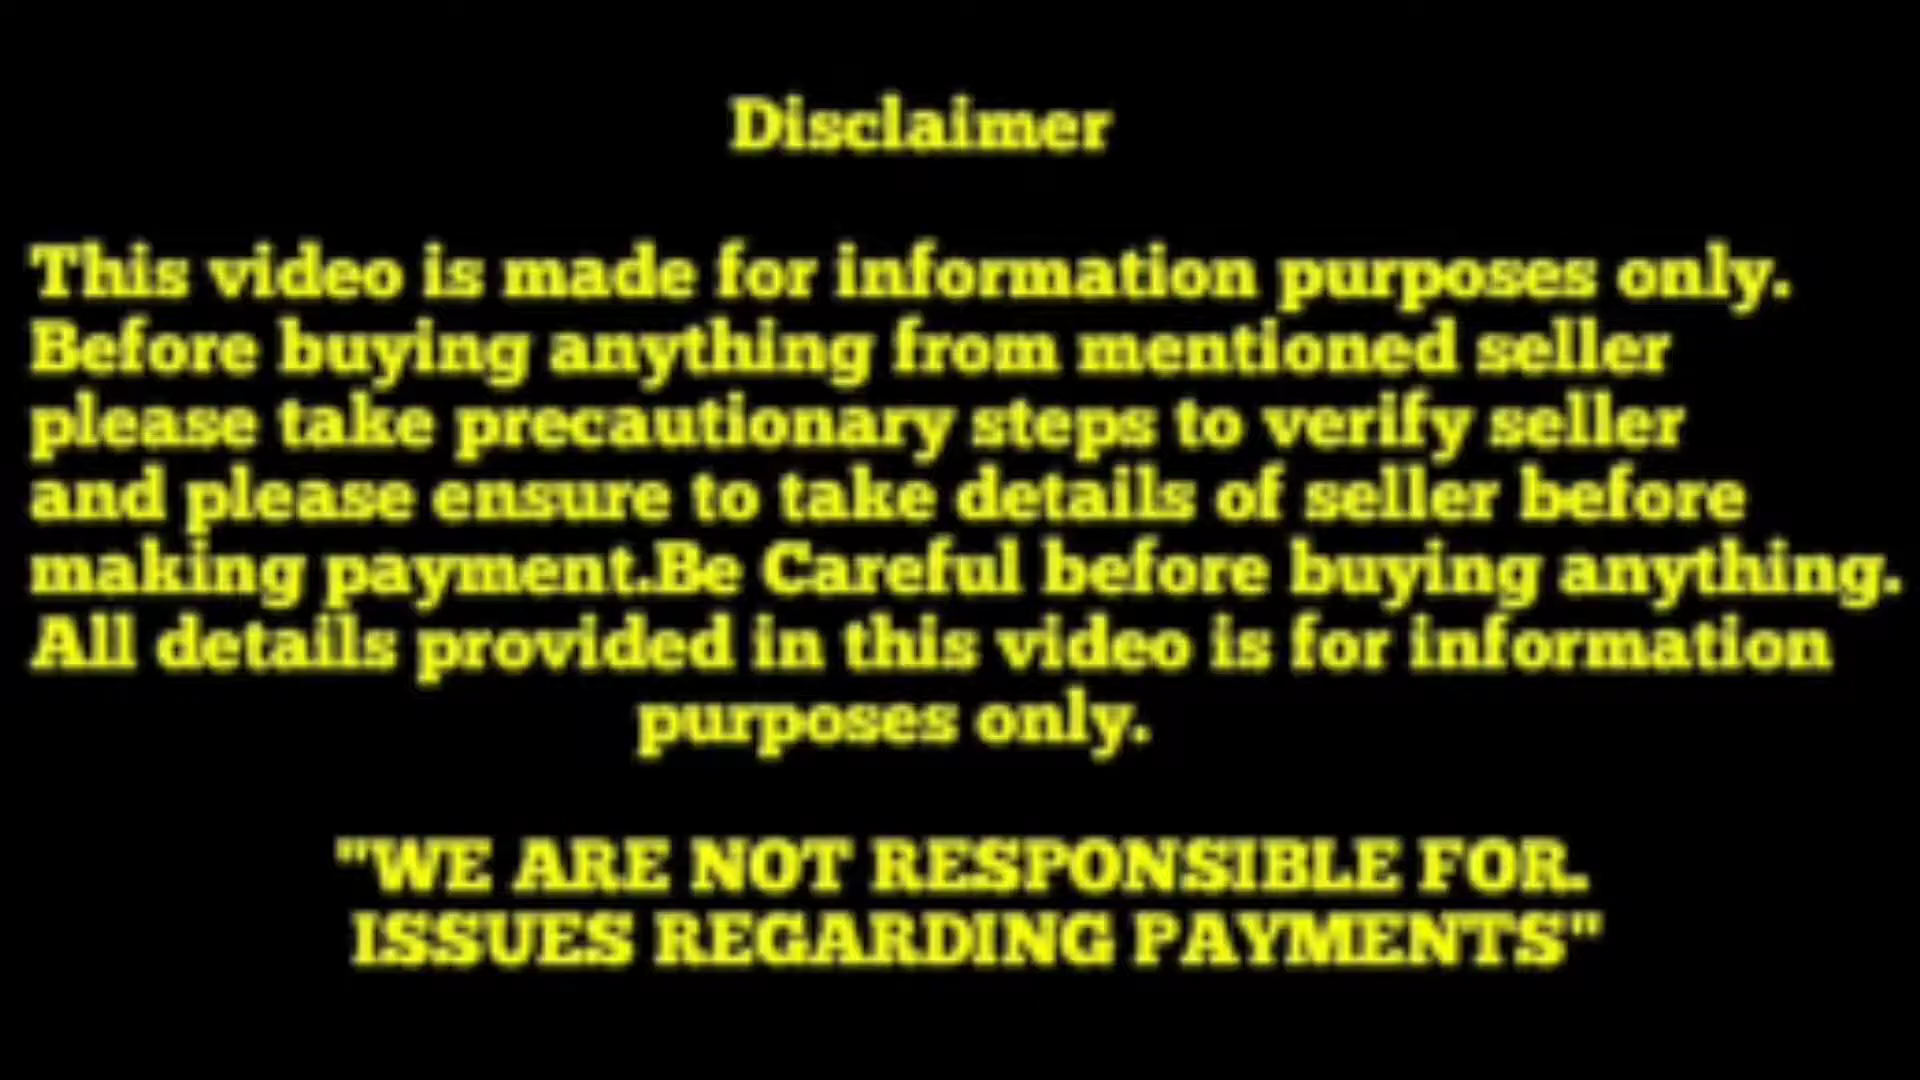 Disclaimer
This video is made for information purposes only.
Before buying anything from mentioned seller
please take precautionary steps to verify seller
and please ensure to take details of seller before
making payment.Be Careful before buying anything.
All details provided in this video is for information
purposes only.
"WE ARE NOT RESPONSIBLE FOR.
ISSUES REGARDING PAYMENTS"